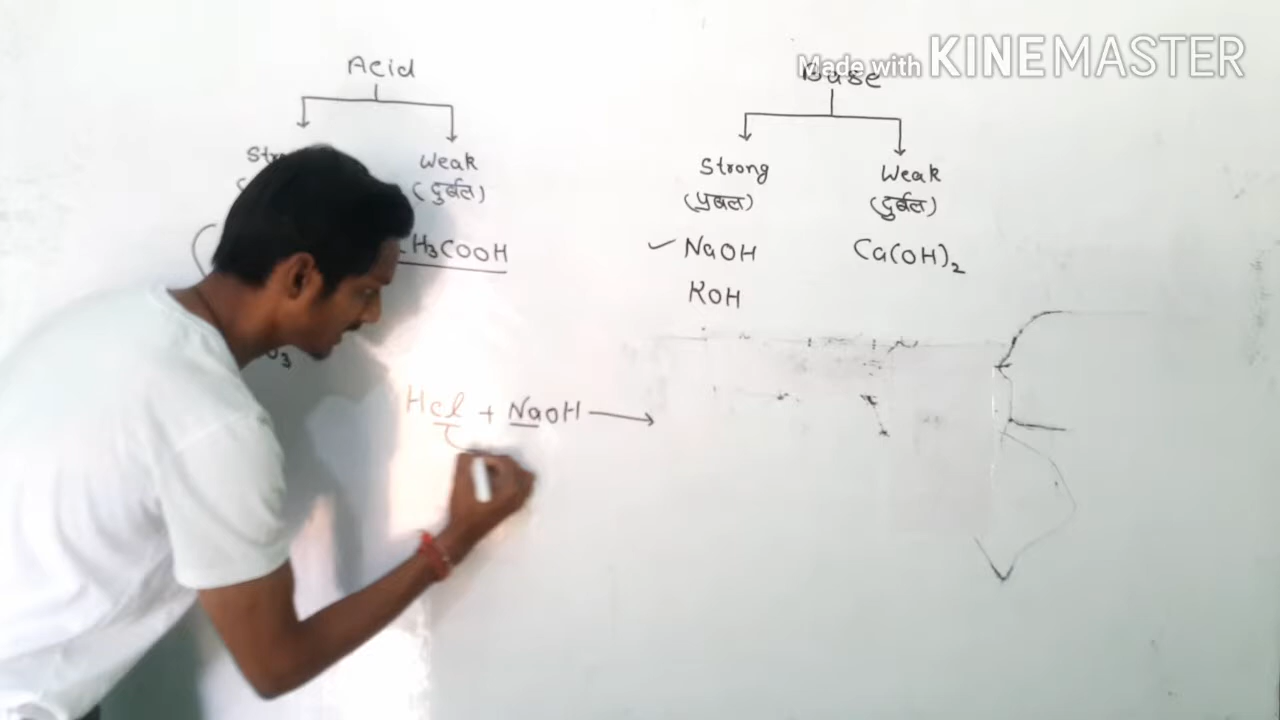 Made with KINEMASTER
Acid
Base
Weak
(दुर्बल)
H3COOH
Strong
(प्रबल)
✓ NaOH
KOH
Weak
(दुर्बल)
Ca(OH)2
Hcl + NaOH ⟶